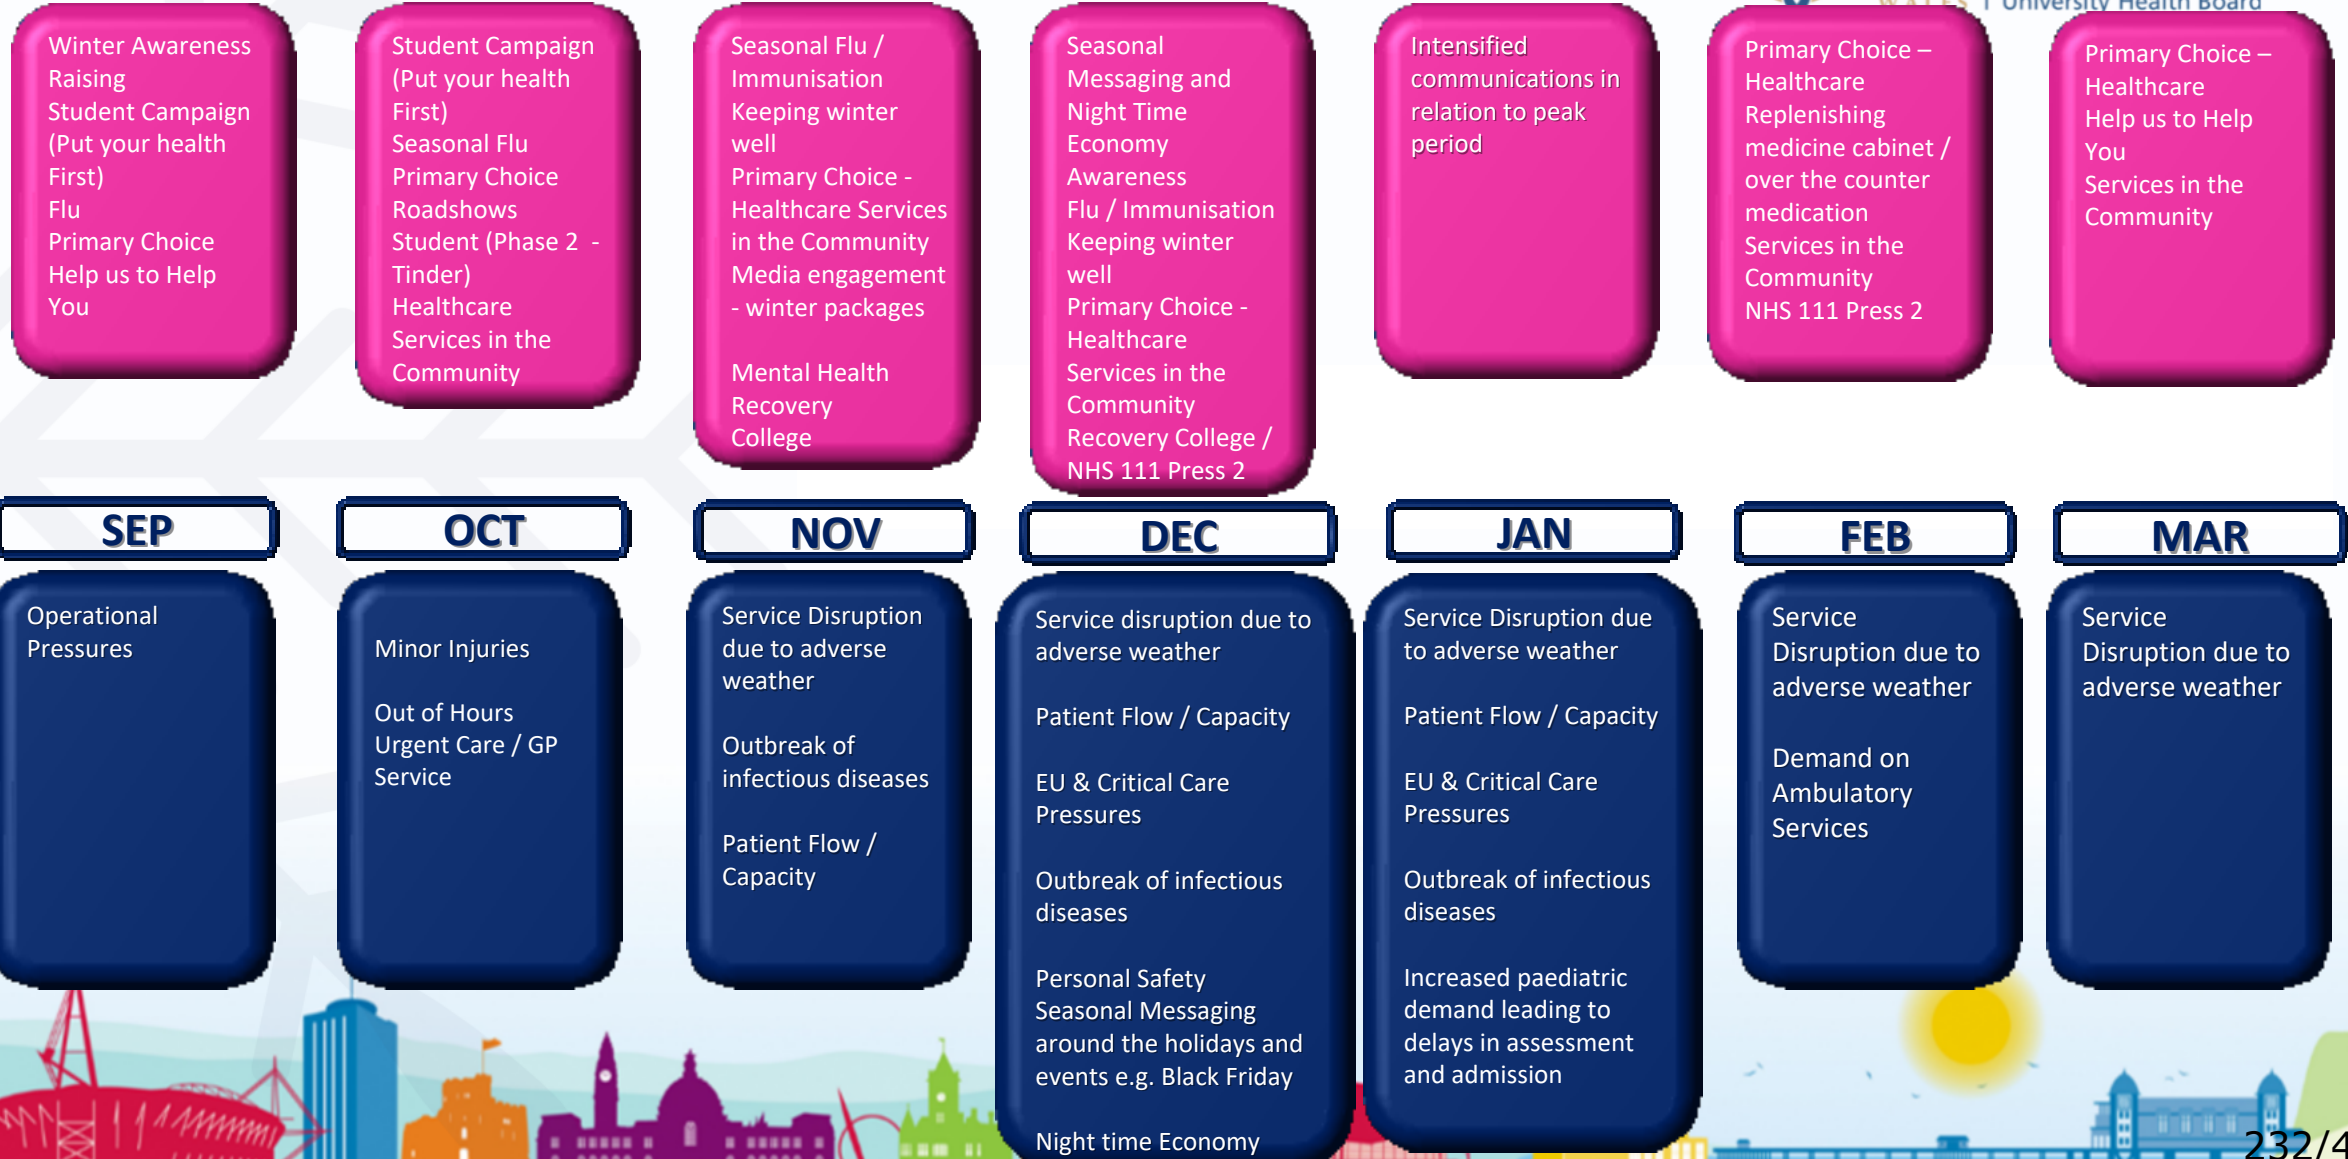 WALES | University Health Board
Winter Awareness
Raising
Student Campaign
(Put your health
First)
Flu
Primary Choice
Help us to Help
You
Student Campaign
(Put your health
First)
Seasonal Flu
Primary Choice
Roadshows
Student (Phase 2  -
Tinder)
Healthcare
Services in the
Community
Seasonal Flu /
Immunisation
Keeping winter
well
Primary Choice -
Healthcare Services
in the Community
Media engagement
- winter packages
Mental Health
Recovery
College
Seasonal
Messaging and
Night Time
Economy
Awareness
Flu / Immunisation
Keeping winter
well
Primary Choice -
Healthcare
Services in the
Community
Recovery College /
NHS 111 Press 2
Intensified
communications in
relation to peak
period
Primary Choice –
Healthcare
Replenishing
medicine cabinet /
over the counter
medication
Services in the
Community
NHS 111 Press 2
Primary Choice –
Healthcare
Help us to Help
You
Services in the
Community
SEP
OCT
NOV
DEC
JAN
FEB
MAR
Operational
Pressures
Minor Injuries
Out of Hours
Urgent Care / GP
Service
Service Disruption
due to adverse
weather
Outbreak of
infectious diseases
Patient Flow /
Capacity
Service disruption due to
adverse weather
Patient Flow / Capacity
EU & Critical Care
Pressures
Outbreak of infectious
diseases
Personal Safety
Seasonal Messaging
around the holidays and
events e.g. Black Friday
Night time Economy
Service Disruption due
to adverse weather
Patient Flow / Capacity
EU & Critical Care
Pressures
Outbreak of infectious
diseases
Increased paediatric
demand leading to
delays in assessment
and admission
Service
Disruption due to
adverse weather
Demand on
Ambulatory
Services
Service
Disruption due to
adverse weather
232/4